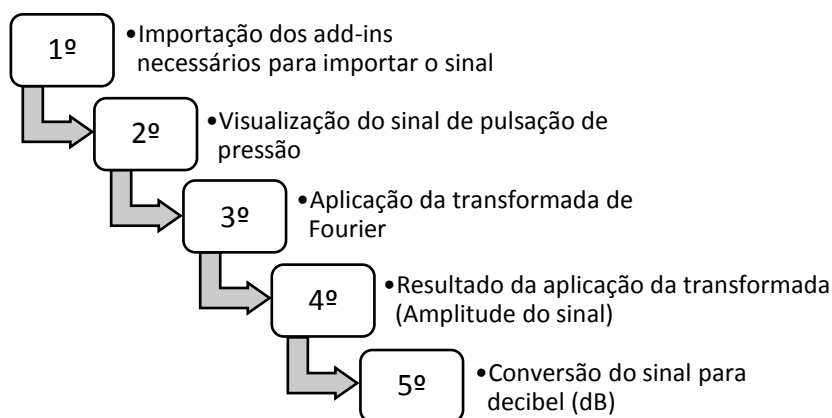 1º
•Importação dos add-ins
necessários para importar o sinal
2º
•Visualização do sinal de pulsação de
pressão
3º
•Aplicação da transformada de
Fourier
4º
•Resultado da aplicação da transformada
(Amplitude do sinal)
5º
•Conversão do sinal para
decibel (dB)